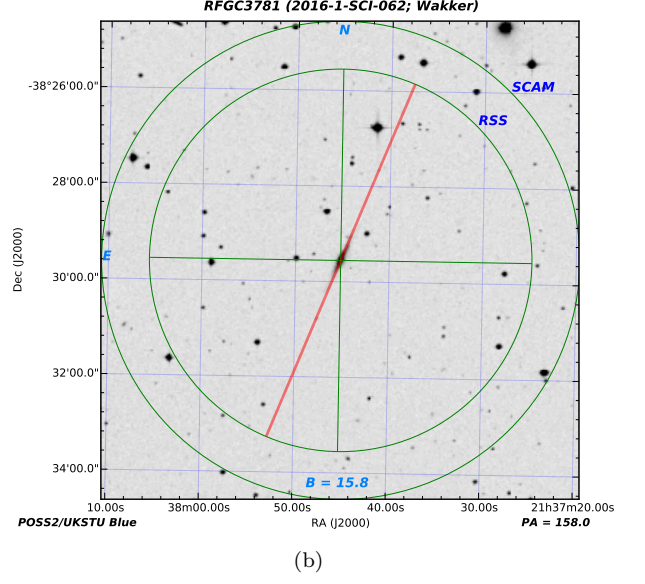 RFGC3781 (2016-1-SCI-062; Wakker)
N
SCAM
RSS
E
B = 15.8
-38°26'00.0"
28'00.0"
30'00.0"
32'00.0"
34'00.0"
Dec (J2000)
10.00s 38m00.00s 50.00s 40.00s 30.00s 21h37m20.00s
POSS2/UKSTU Blue RA (J2000) PA = 158.0
(b)